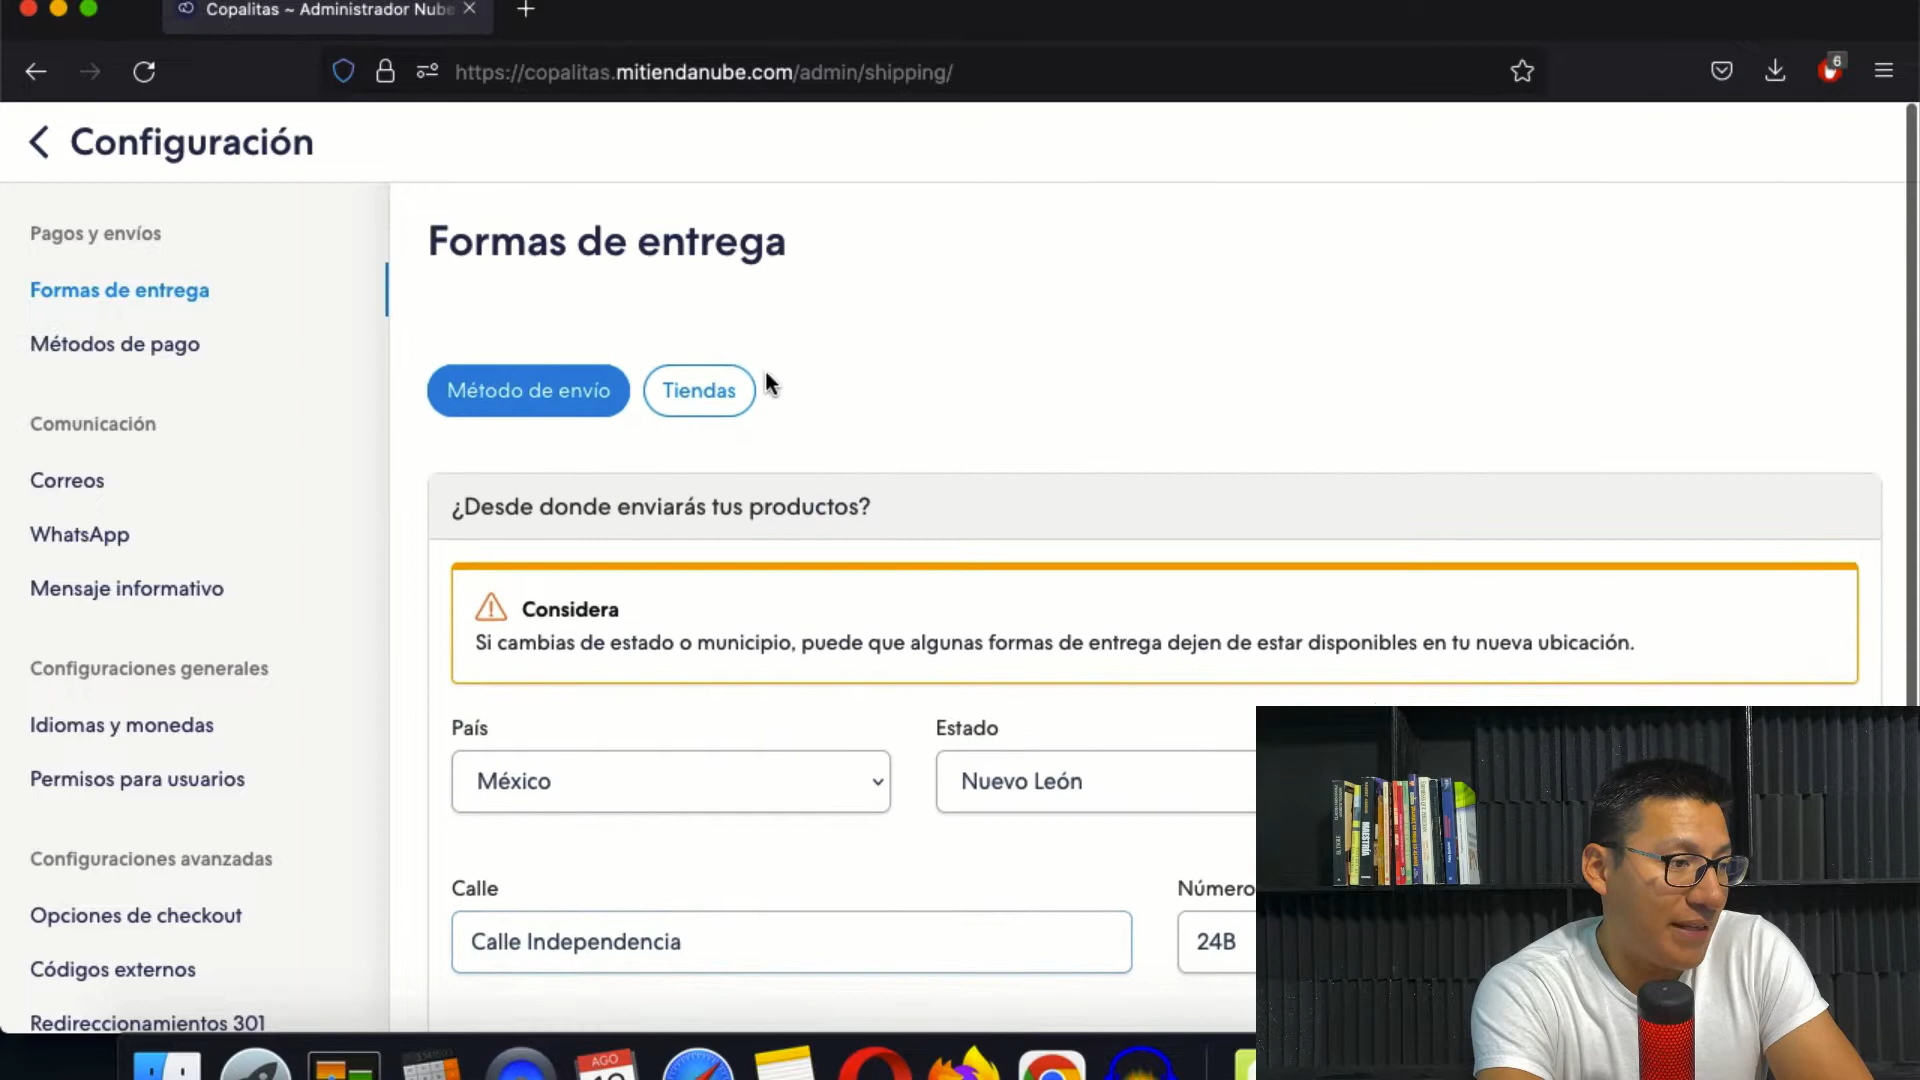 Copalitas ~ Administrador Nube
https://copalitas.mitiendanube.com/admin/shipping/
6
Configuración
Pagos y envíos
Formas de entrega
Métodos de pago
Comunicación
Correos
WhatsApp
Mensaje informativo
Configuraciones generales
Idiomas y monedas
Permisos para usuarios
Configuraciones avanzadas
Opciones de checkout
Códigos externos
Redireccionamientos 301
Formas de entrega
Método de envío
Tiendas
¿Desde donde enviarás tus productos?
Considera
Si cambias de estado o municipio, puede que algunas formas de entrega dejen de estar disponibles en tu nueva ubicación.
País
Estado
México
Nuevo León
Calle
Número
Calle Independencia
24B
MAESTRÍA
AGO